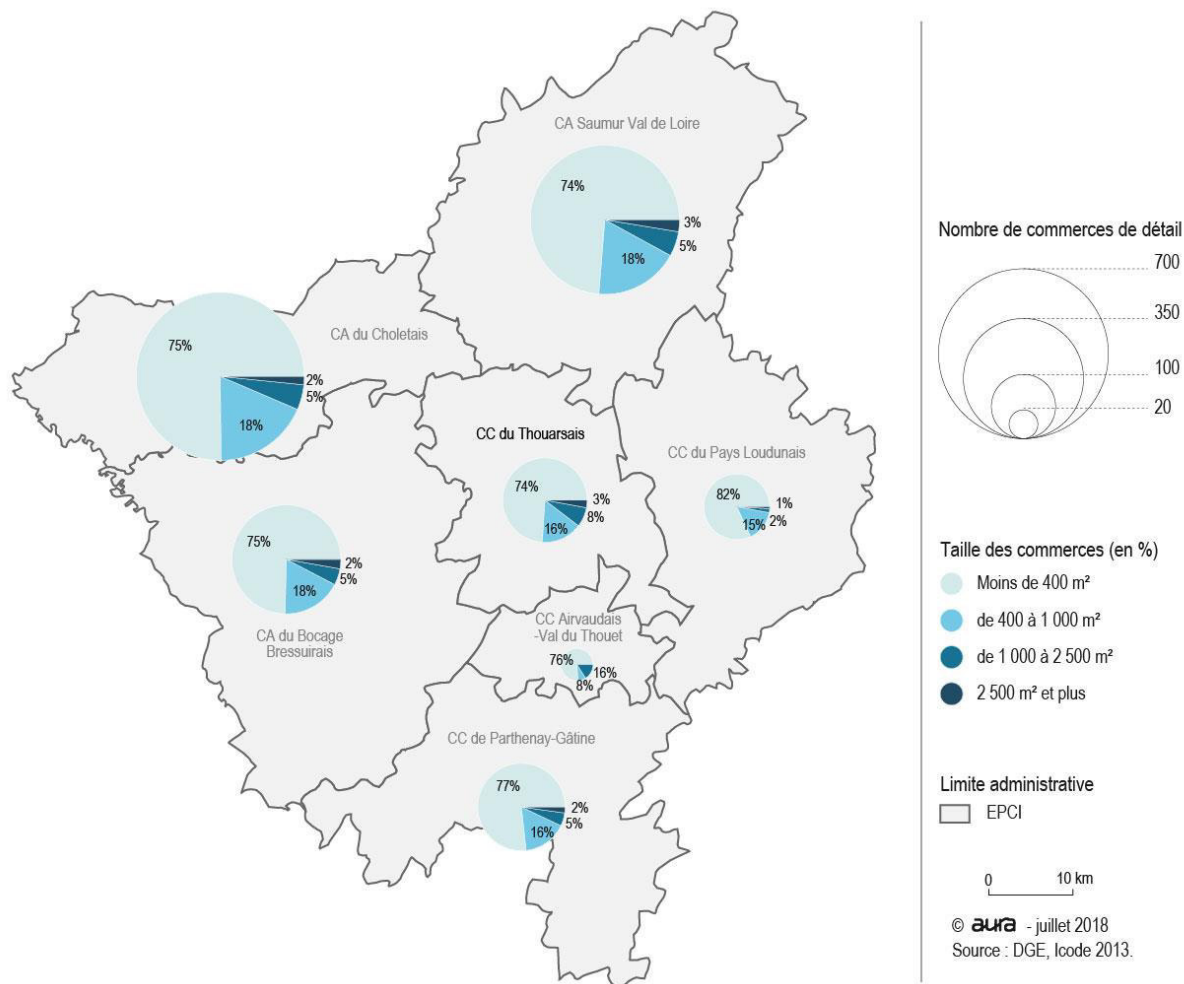 CA Saumur Val de Loire
74%
3%
5%
18%
CA du Choletais
75%
2%
5%
18%
CC du Thouarsais
74%
3%
8%
16%
CC du Pays Loudunais
82%
1%
2%
15%
75%
2%
5%
18%
CA du Bocage
Bressuirais
CC Airvaudais
-Val du Thouet
76%
16%
8%
CC de Parthenay-Gâtine
77%
2%
5%
16%
Nombre de commerces de détail
700
350
100
20
Taille des commerces (en %)
Moins de 400 m²
de 400 à 1 000 m²
de 1 000 à 2 500 m²
2 500 m² et plus
Limite administrative
EPCI
0 10 km
© aura - juillet 2018
Source : DGE, Icode 2013.